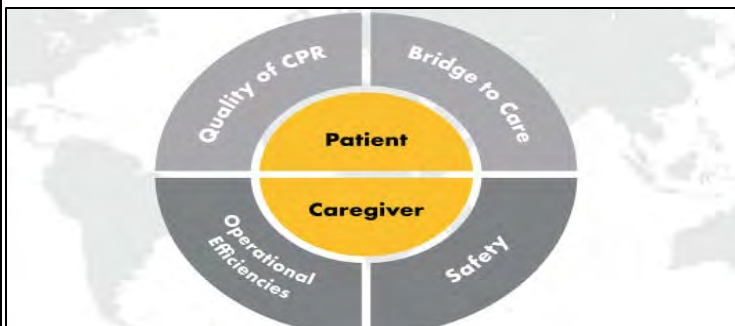 Quality of CPR
Bridge to Care
Patient
Caregiver
Operational
Efficiencies
Safety